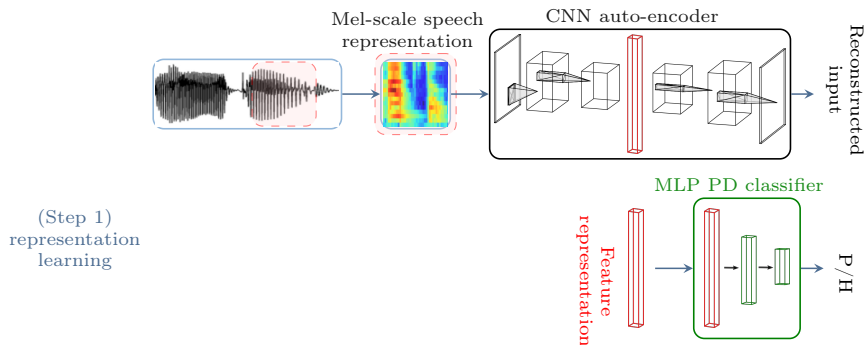 Mel-scale speech
representation
CNN auto-encoder
Reconstructed
input
(Step 1)
representation
learning
Feature
representation
MLP PD classifier
P/H